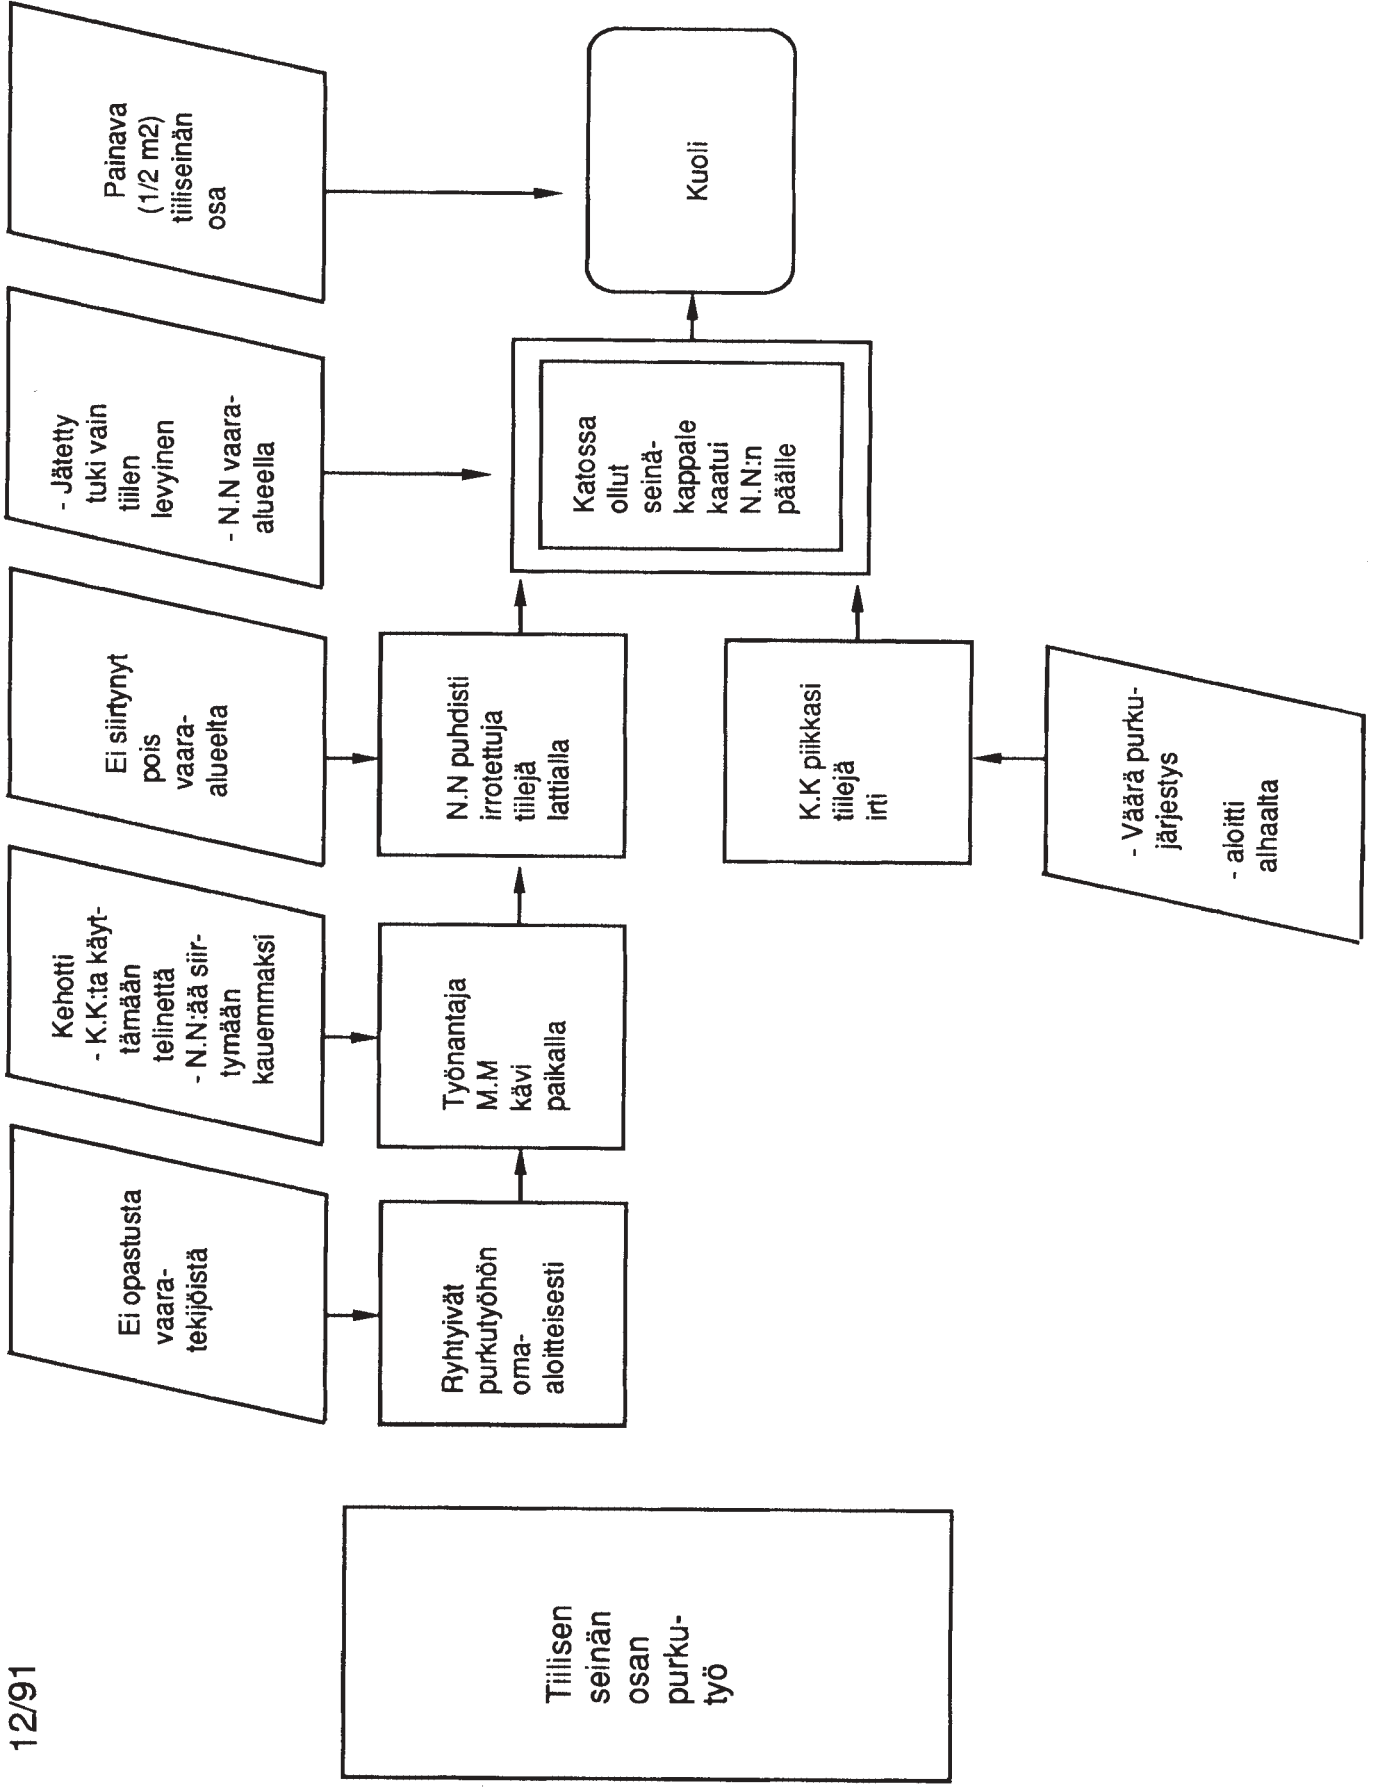 12/91
Tiilisen
seinän
osan
purku-
työ
Ei opastusta
vaara-
tekijöistä
Ryhtyivät
purkutyöhön
oma-
aloitteisesti
Kehotti
- K.K:ta käyt-
tämään
telinettä
- N.N:ää siir-
tymään
kauemmaksi
Työnantaja
M.M
kävi
paikalla
Ei siirtynyt
pois
vaara-
alueelta
N.N puhdisti
irrotettuja
tiilejä
lattialla
K.K piikkasi
tiilejä
irti
- Väärä purku-
järjestys
- aloitti
alhaalta
- Jätetty
tuki vain
tiilen
levyinen
- N.N vaara-
alueella
Katossa
ollut
seinä-
kappale
kaatui
N.N:n
päälle
Painava
(1/2 m2)
tiiliseinän
osa
Kuoli